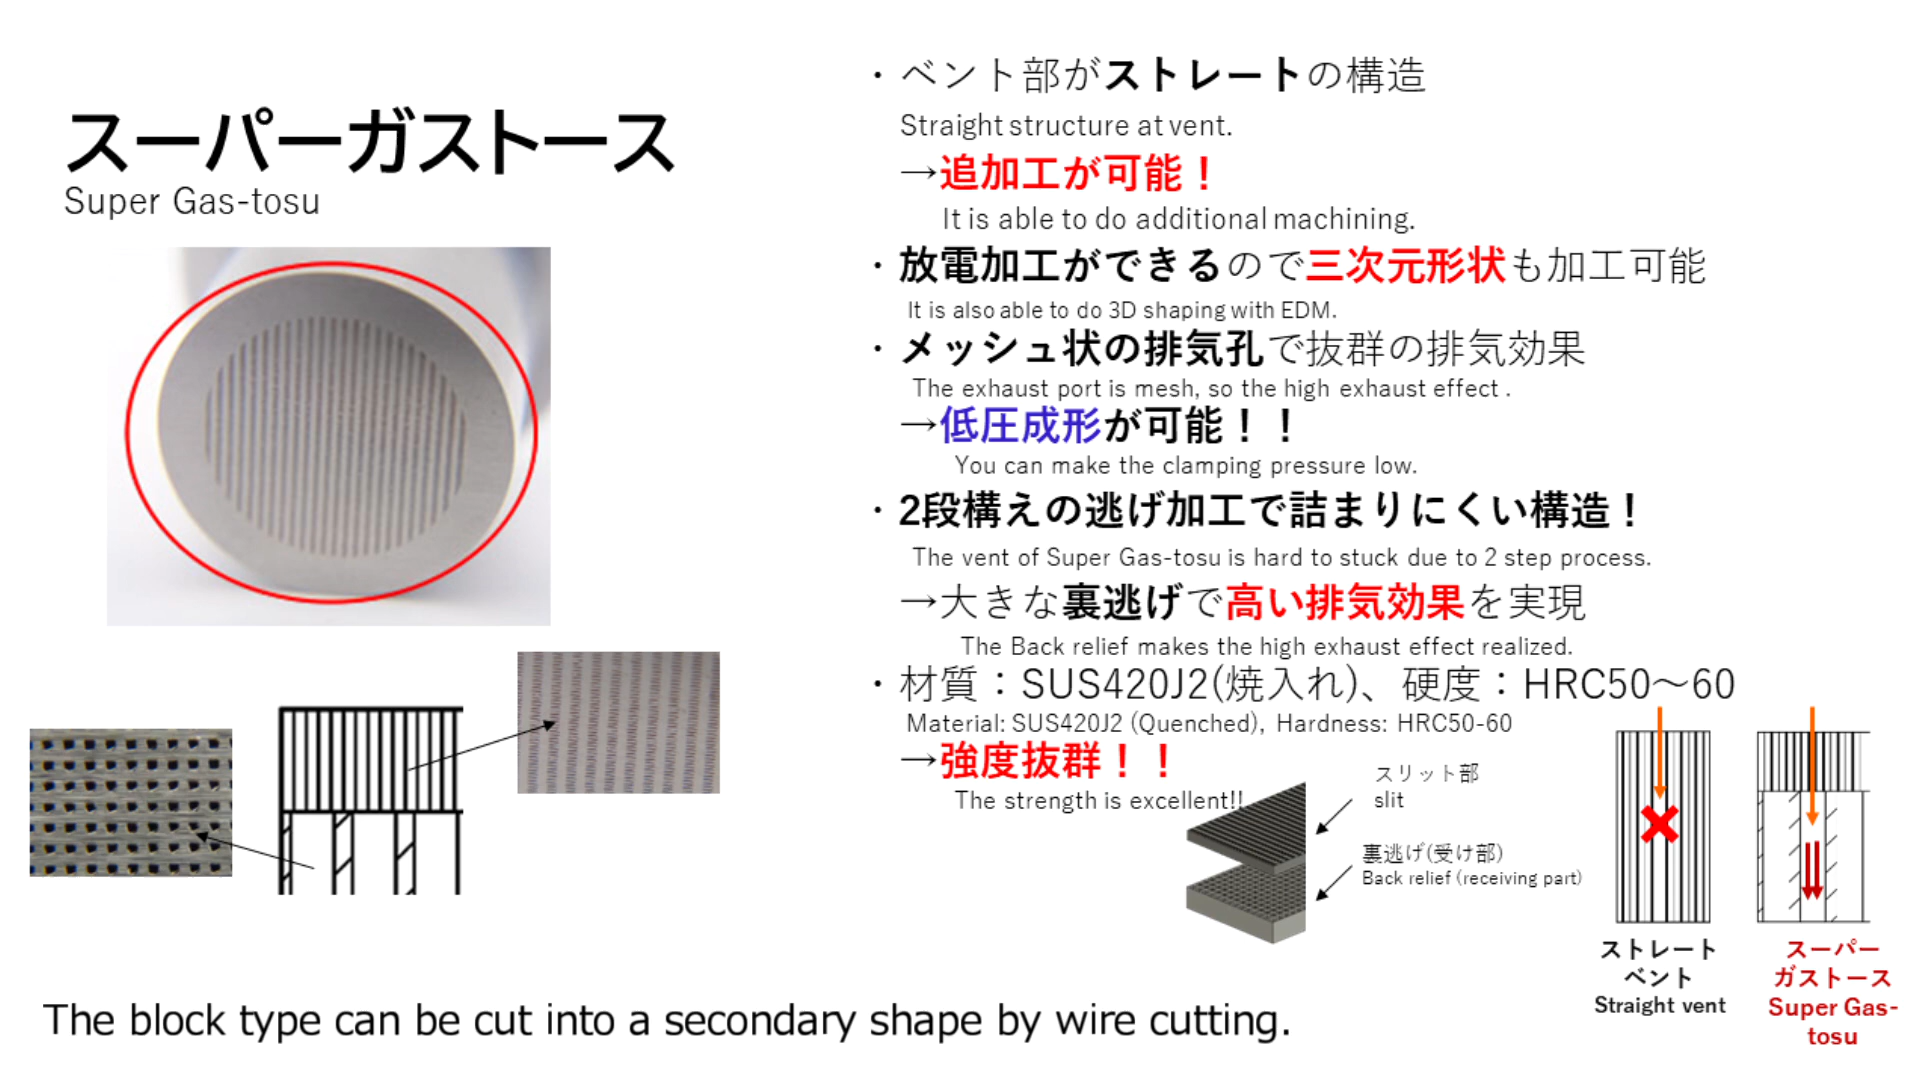 スーパーガストース
Super Gas-tosu
・ベント部がストレートの構造
Straight structure at vent.
→追加工が可能！
It is able to do additional machining.
・放電加工ができるので三次元形状も加工可能
It is also able to do 3D shaping with EDM.
・メッシュ状の排気孔で抜群の排気効果
The exhaust port is mesh, so the high exhaust effect .
→低圧成形が可能！！
You can make the clamping pressure low.
・2段構えの逃げ加工で詰まりにくい構造！
The vent of Super Gas-tosu is hard to stuck due to 2 step process.
→大きな裏逃げで高い排気効果を実現
The Back relief makes the high exhaust effect realized.
・材質：SUS420J2(焼入れ)、硬度：HRC50～60
Material: SUS420J2 (Quenched), Hardness: HRC50-60
→強度抜群！！
The strength is excellent!!
スリット部
slit
裏逃げ(受け部)
Back relief (receiving part)
ストレート
ベント
Straight vent
スーパー
ガストース
Super Gas-
tosu
The block type can be cut into a secondary shape by wire cutting.